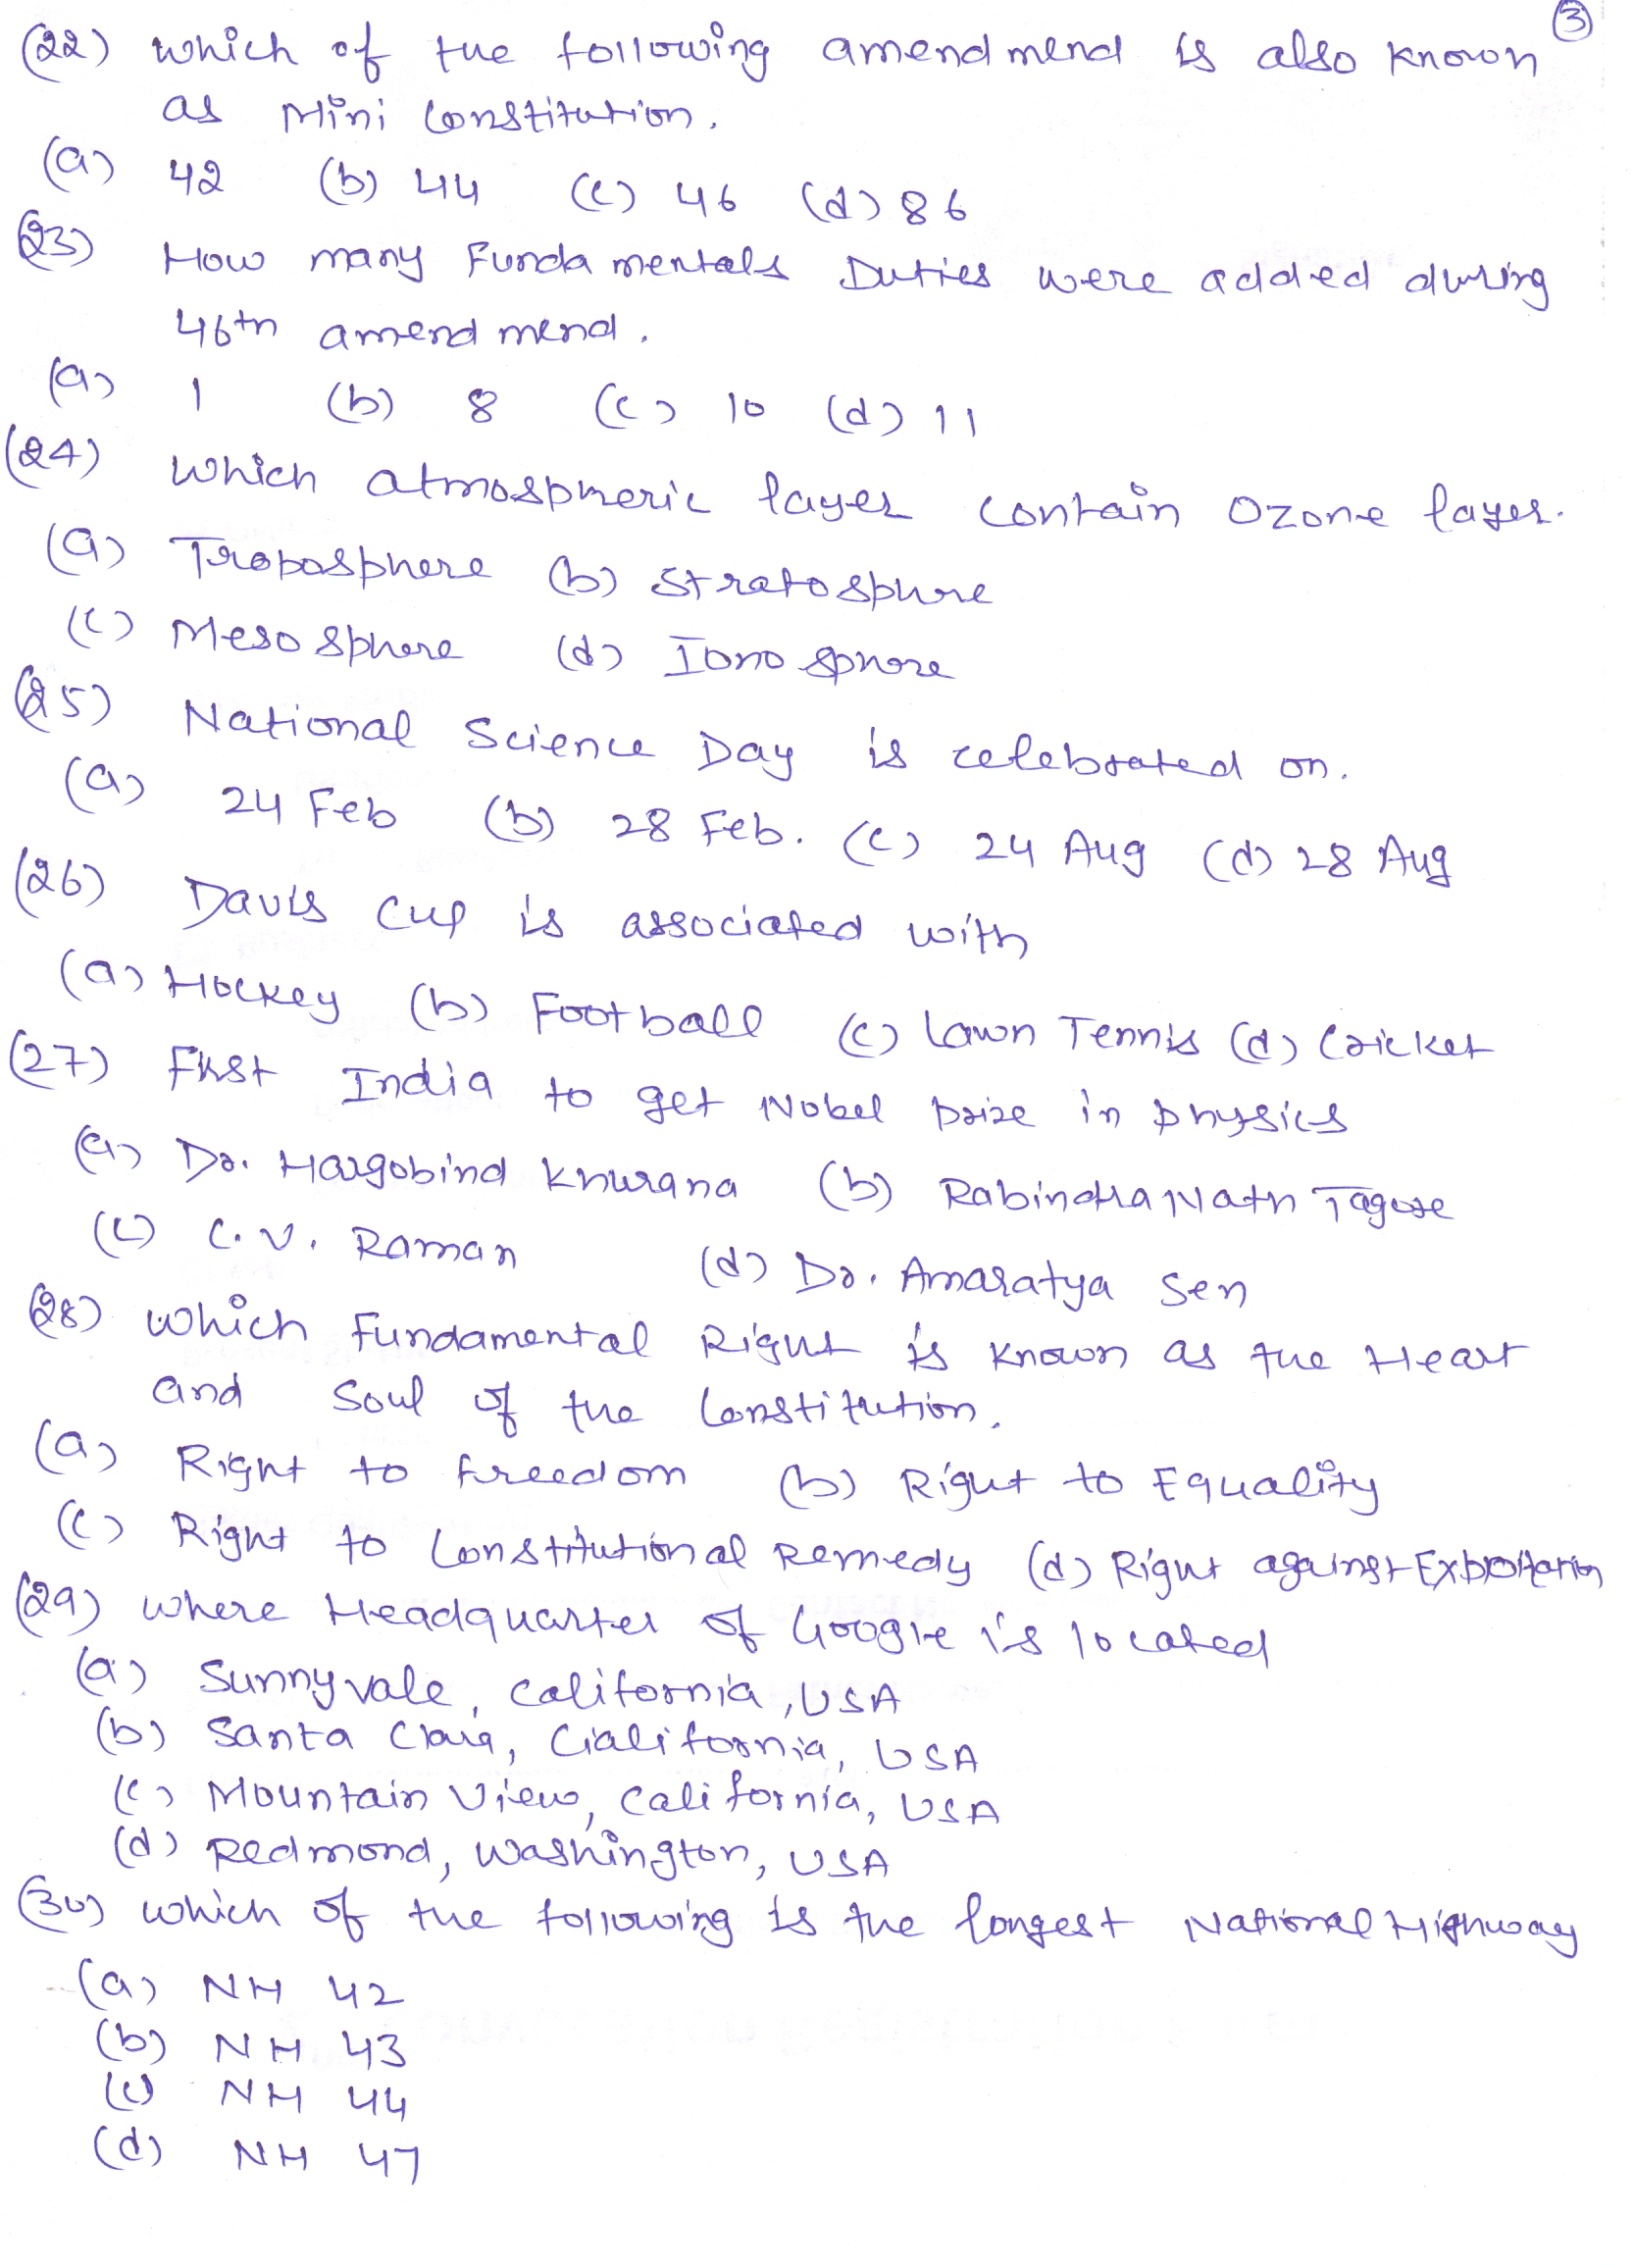 (3)
(22) which of the following amendmend is also known
as Mini Constitution.
(a) 42 (b) 44 (c) 46 (d) 86
(23) How many Fundamentals Duties were added during
46th amendmend.
(a) 1 (b) 8 (c) 10 (d) 11
(24) which atmospheric layer contain Ozone layer.
(a) Troposphere (b) Stratosphere
(c) Mesosphere (d) Ionosphere
(25) National Science Day is celebrated on.
(a) 24 Feb (b) 28 Feb. (c) 24 Aug (d) 28 Aug
(26) Davis Cup is associated with
(a) Hockey (b) Football (c) Lawn Tennis (d) Cricket
(27) First India to get Nobel prize in physics
(a) Dr. Hargobind Khurana (b) Rabindra Nath Tagore
(c) C. V. Raman (d) Dr. Amaratya Sen
(28) which Fundamental Right is known as the Heart
and Soul of the Constitution.
(a) Right to freedom (b) Right to Equality
(c) Right to Constitutional Remedy (d) Right against Exploitation
(29) where Headquarter of Google is located
(a) Sunnyvale, California, USA
(b) Santa Clara, California, USA
(c) Mountain View, California, USA
(d) Redmond, Washington, USA
(30) which of the following is the longest National Highway
(a) NH 42
(b) NH 43
(c) NH 44
(d) NH 47